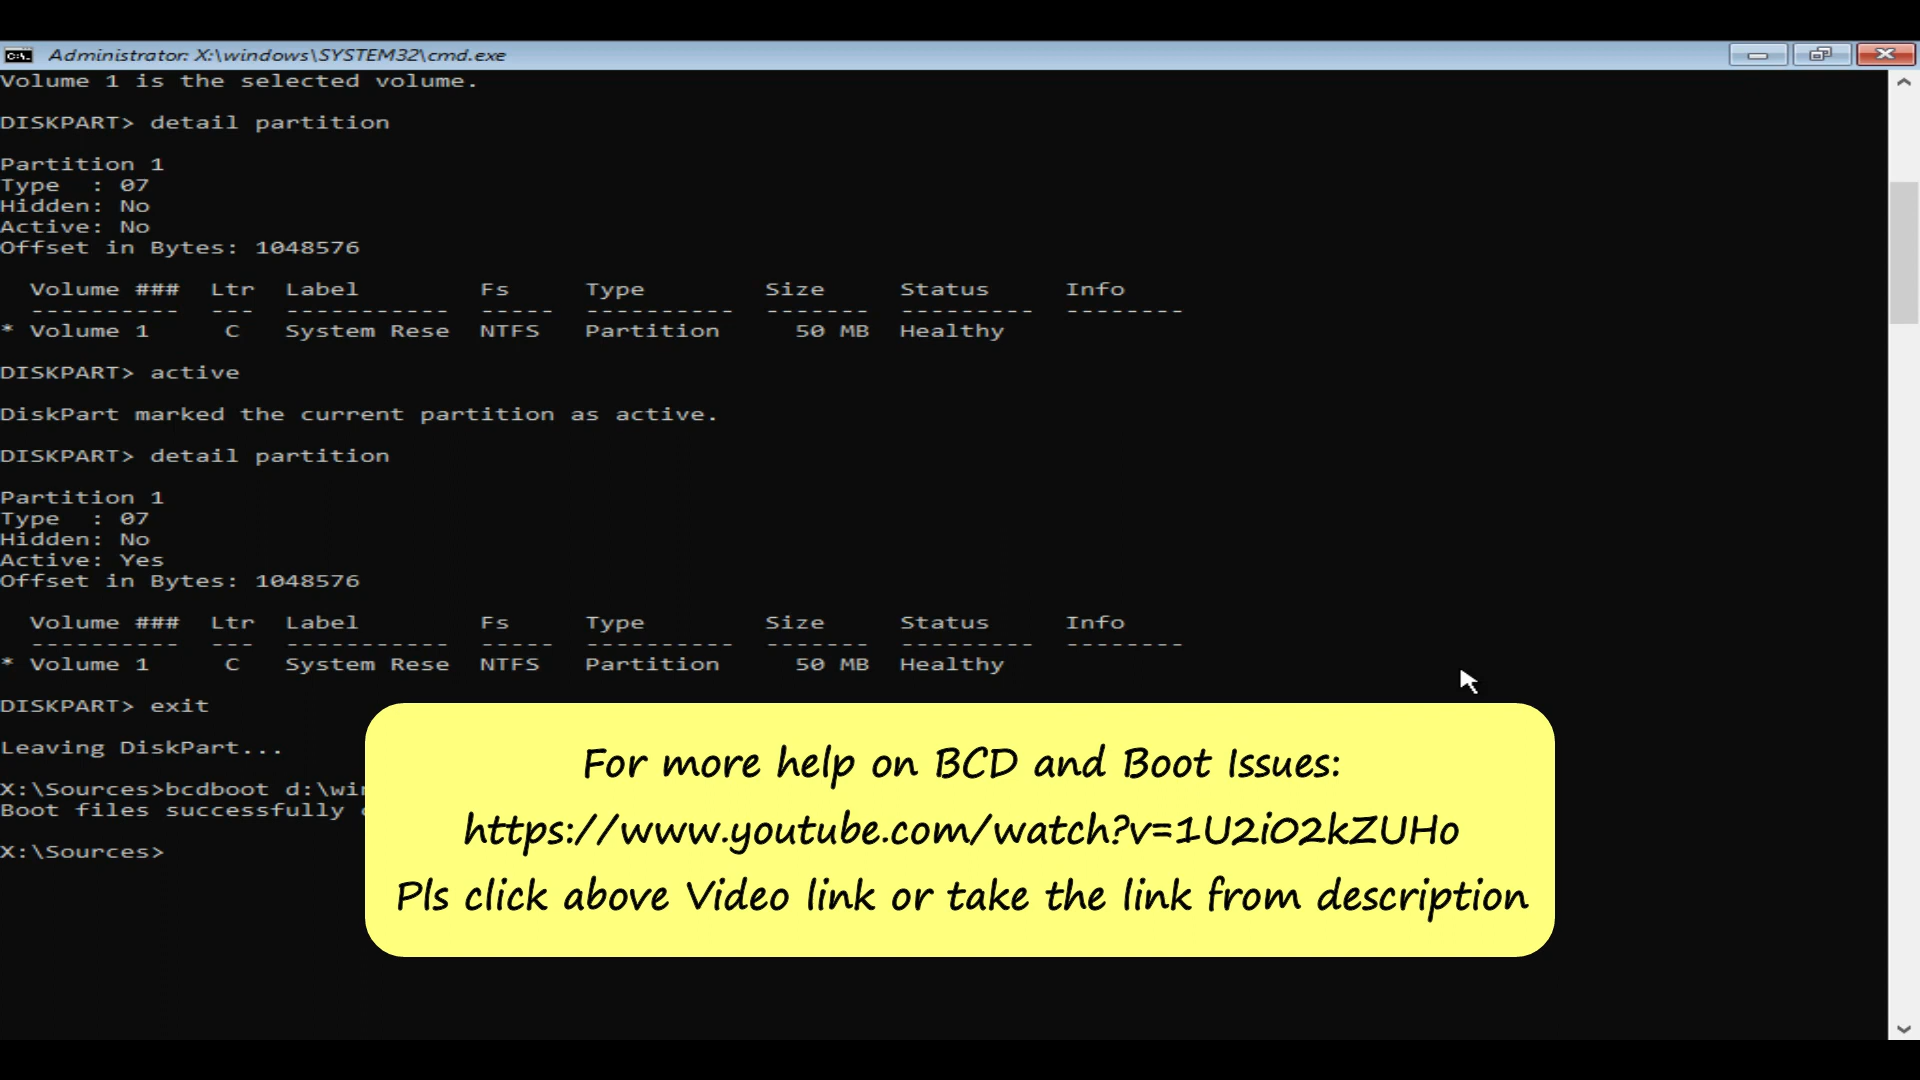 Administrator: X:\windows\SYSTEM32\cmd.exe
Volume 1 is the selected volume.
DISKPART> detail partition
Partition 1
Type  : 07
Hidden: No
Active: No
Offset in Bytes: 1048576
Volume ###  Ltr  Label        Fs     Type        Size     Status     Info
----------  ---  -----------  -----  ----------  -------  ---------  --------
* Volume 1     C   System Rese  NTFS   Partition     50 MB  Healthy
DISKPART> active
DiskPart marked the current partition as active.
DISKPART> detail partition
Partition 1
Type  : 07
Hidden: No
Active: Yes
Offset in Bytes: 1048576
Volume ###  Ltr  Label        Fs     Type        Size     Status     Info
----------  ---  -----------  -----  ----------  -------  ---------  --------
* Volume 1     C   System Rese  NTFS   Partition     50 MB  Healthy
DISKPART> exit
Leaving DiskPart...
X:\Sources>bcdboot
Boot files successfully
X:\Sources>
For more help on BCD and Boot Issues:
https://www.youtube.com/watch?v=1U2iO2kZUHo
Pls click above Video link or take the link from description